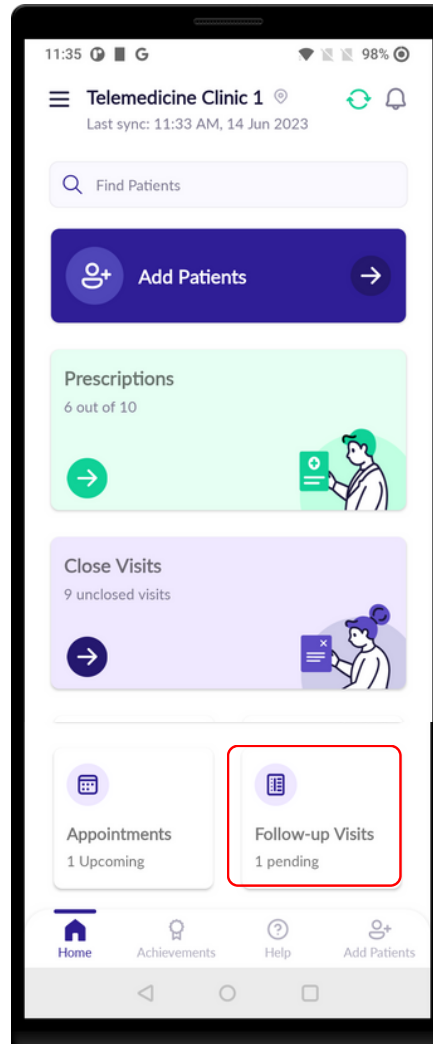 11:35 G 98%
Telemedicine Clinic 1
Last sync: 11:33 AM, 14 Jun 2023
Find Patients
Add Patients
Prescriptions
6 out of 10
Close Visits
9 unclosed visits
Appointments
1 Upcoming
Follow-up Visits
1 pending
Home Achievements Help Add Patients